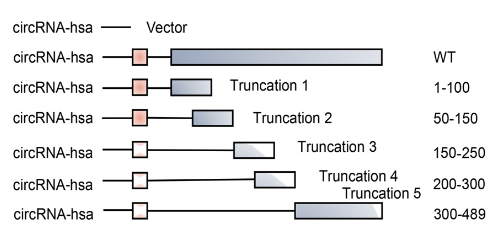 circRNA-hsa Vector
circRNA-hsa WT
circRNA-hsa Truncation 1 1-100
circRNA-hsa Truncation 2 50-150
circRNA-hsa Truncation 3 150-250
circRNA-hsa Truncation 4 200-300
Truncation 5
circRNA-hsa 300-489